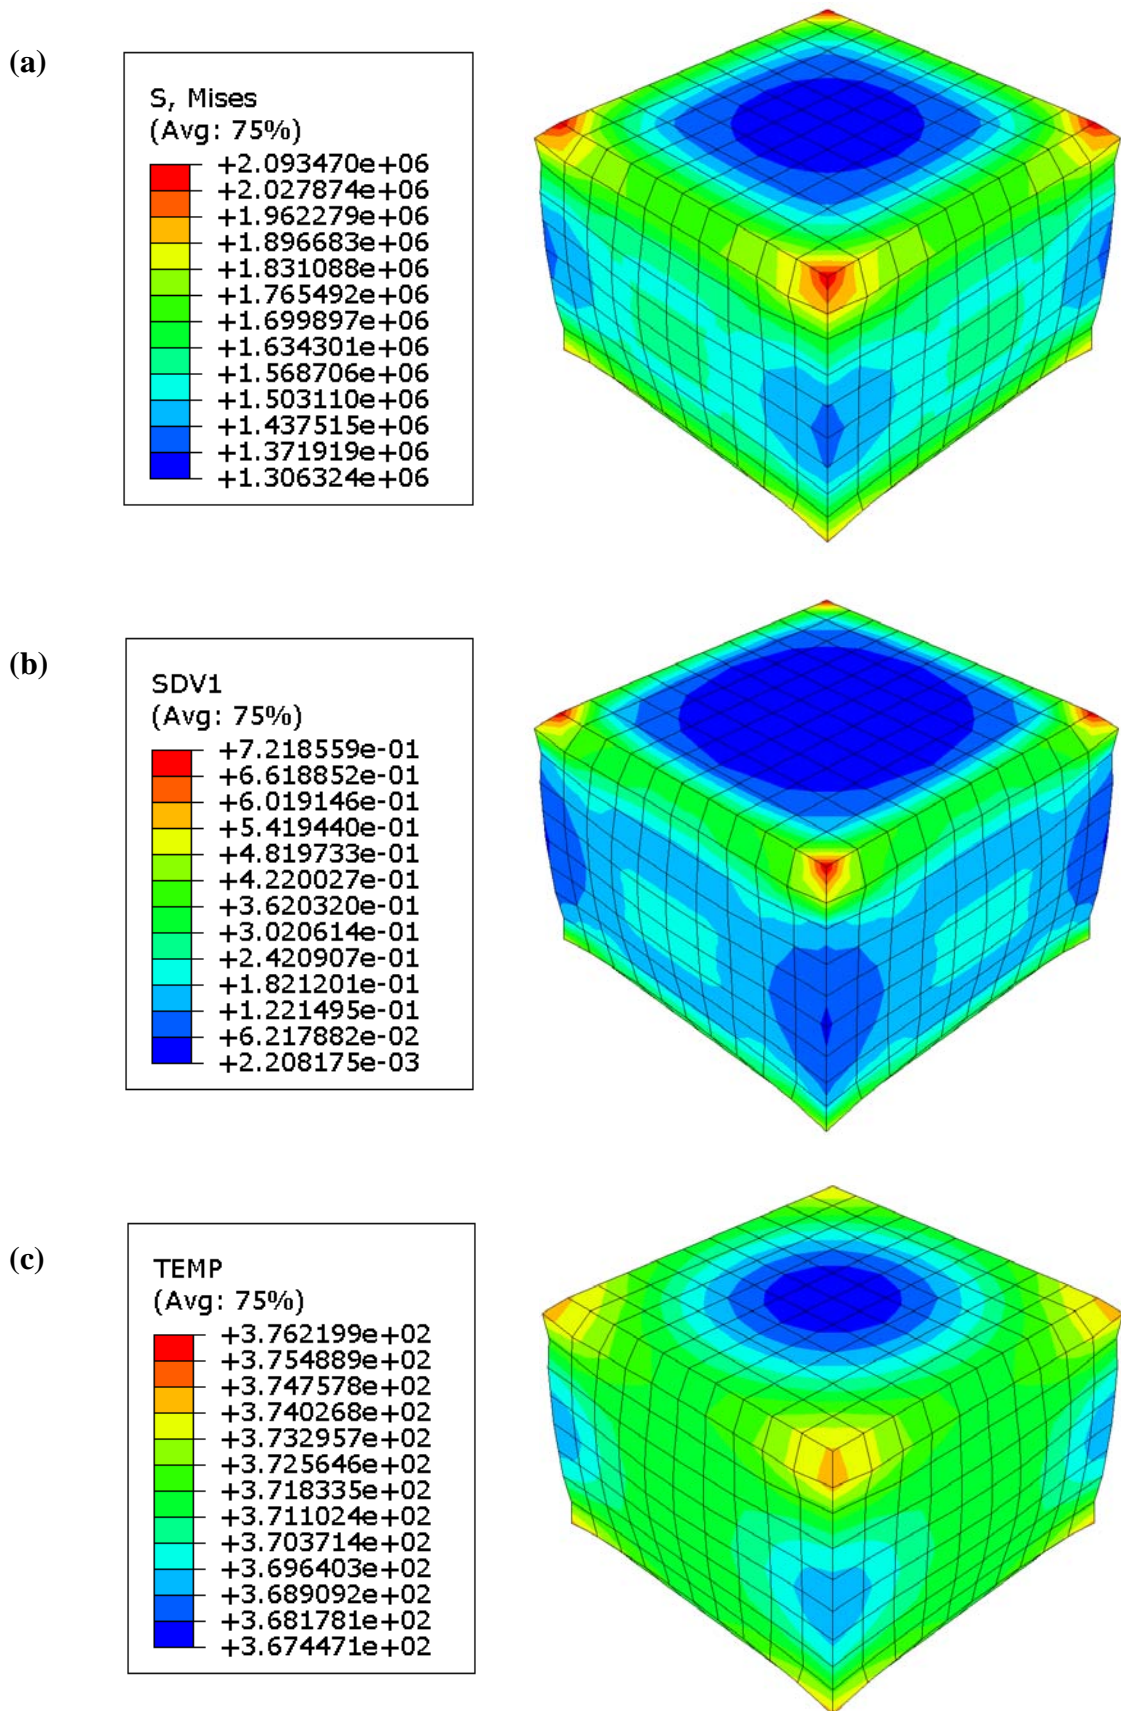 (a)
S, Mises
(Avg: 75%)
+2.093470e+06
+2.027874e+06
+1.962279e+06
+1.896683e+06
+1.831088e+06
+1.765492e+06
+1.699897e+06
+1.634301e+06
+1.568706e+06
+1.503110e+06
+1.437515e+06
+1.371919e+06
+1.306324e+06
(b)
SDV1
(Avg: 75%)
+7.218559e-01
+6.618852e-01
+6.019146e-01
+5.419440e-01
+4.819733e-01
+4.220027e-01
+3.620320e-01
+3.020614e-01
+2.420907e-01
+1.821201e-01
+1.221495e-01
+6.217882e-02
+2.208175e-03
(c)
TEMP
(Avg: 75%)
+3.762199e+02
+3.754889e+02
+3.747578e+02
+3.740268e+02
+3.732957e+02
+3.725646e+02
+3.718335e+02
+3.711024e+02
+3.703714e+02
+3.696403e+02
+3.689092e+02
+3.681781e+02
+3.674471e+02